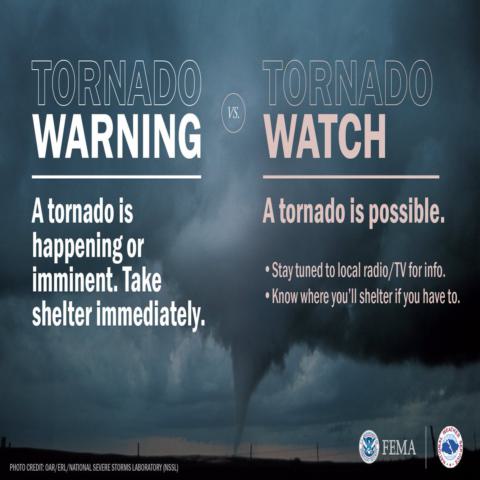 TORNADO
WARNING
A tornado is
happening or
imminent. Take
shelter immediately.
VS.
TORNADO
WATCH
A tornado is possible.
• Stay tuned to local radio/TV for info.
• Know where you'll shelter if you have to.
FEMA
PHOTO CREDIT: OAR/ERL/NATIONAL SEVERE STORMS LABORATORY (NSSL)